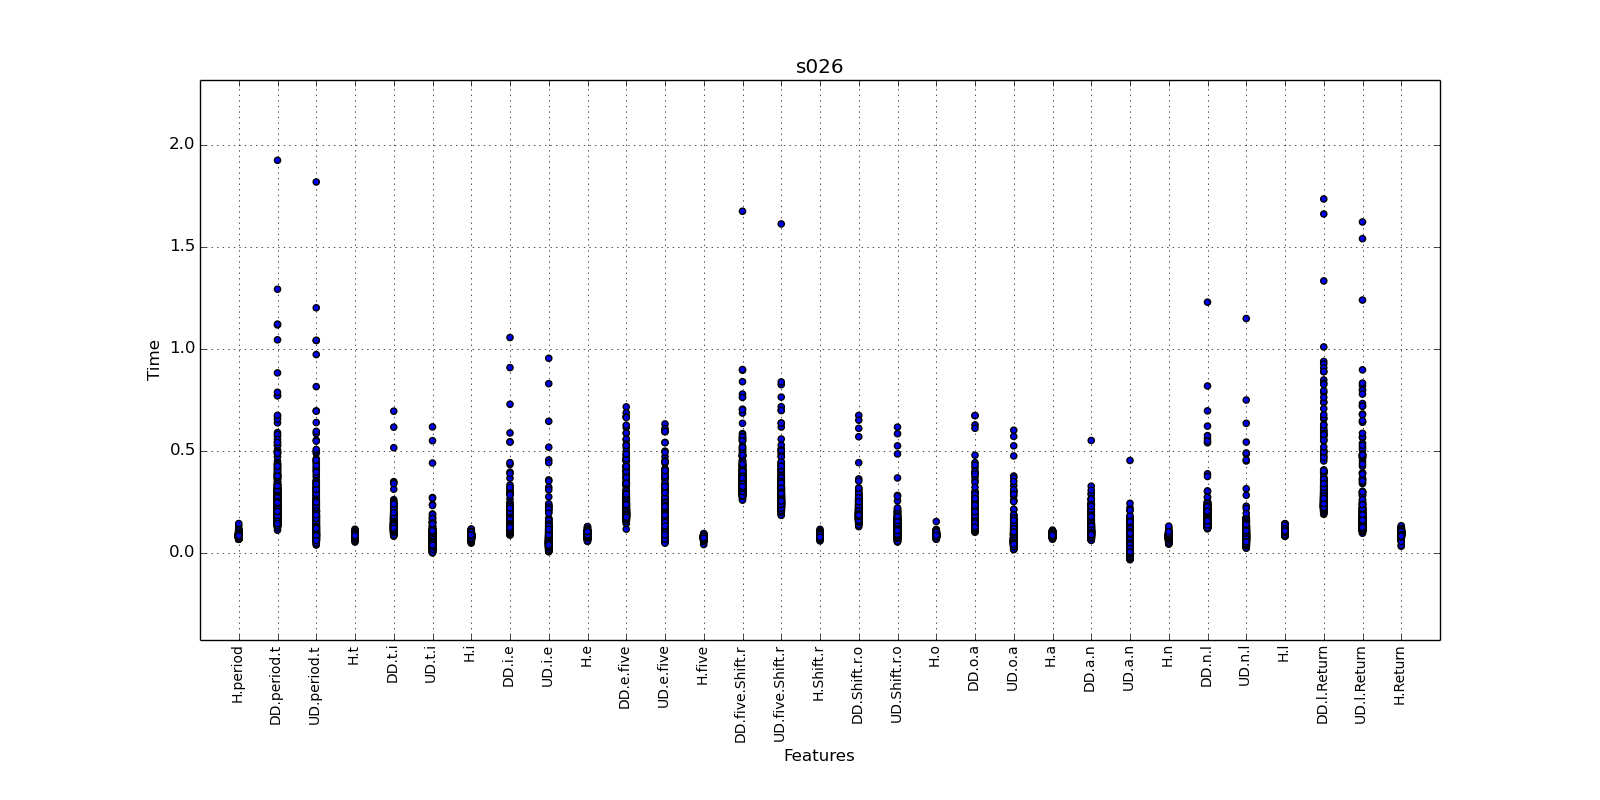 s026
2.0
1.5
1.0
0.5
0.0
Time
H.period
DD.period.t
UD.period.t
H.t
DD.t.i
UD.t.i
H.i
DD.i.e
UD.i.e
H.e
DD.e.five
UD.e.five
H.five
DD.five.Shift.r
UD.five.Shift.r
H.Shift.r
DD.Shift.r.o
UD.Shift.r.o
H.o
DD.o.a
UD.o.a
H.a
DD.a.n
UD.a.n
H.n
DD.n.l
UD.n.l
H.l
DD.l.Return
UD.l.Return
H.Return
Features